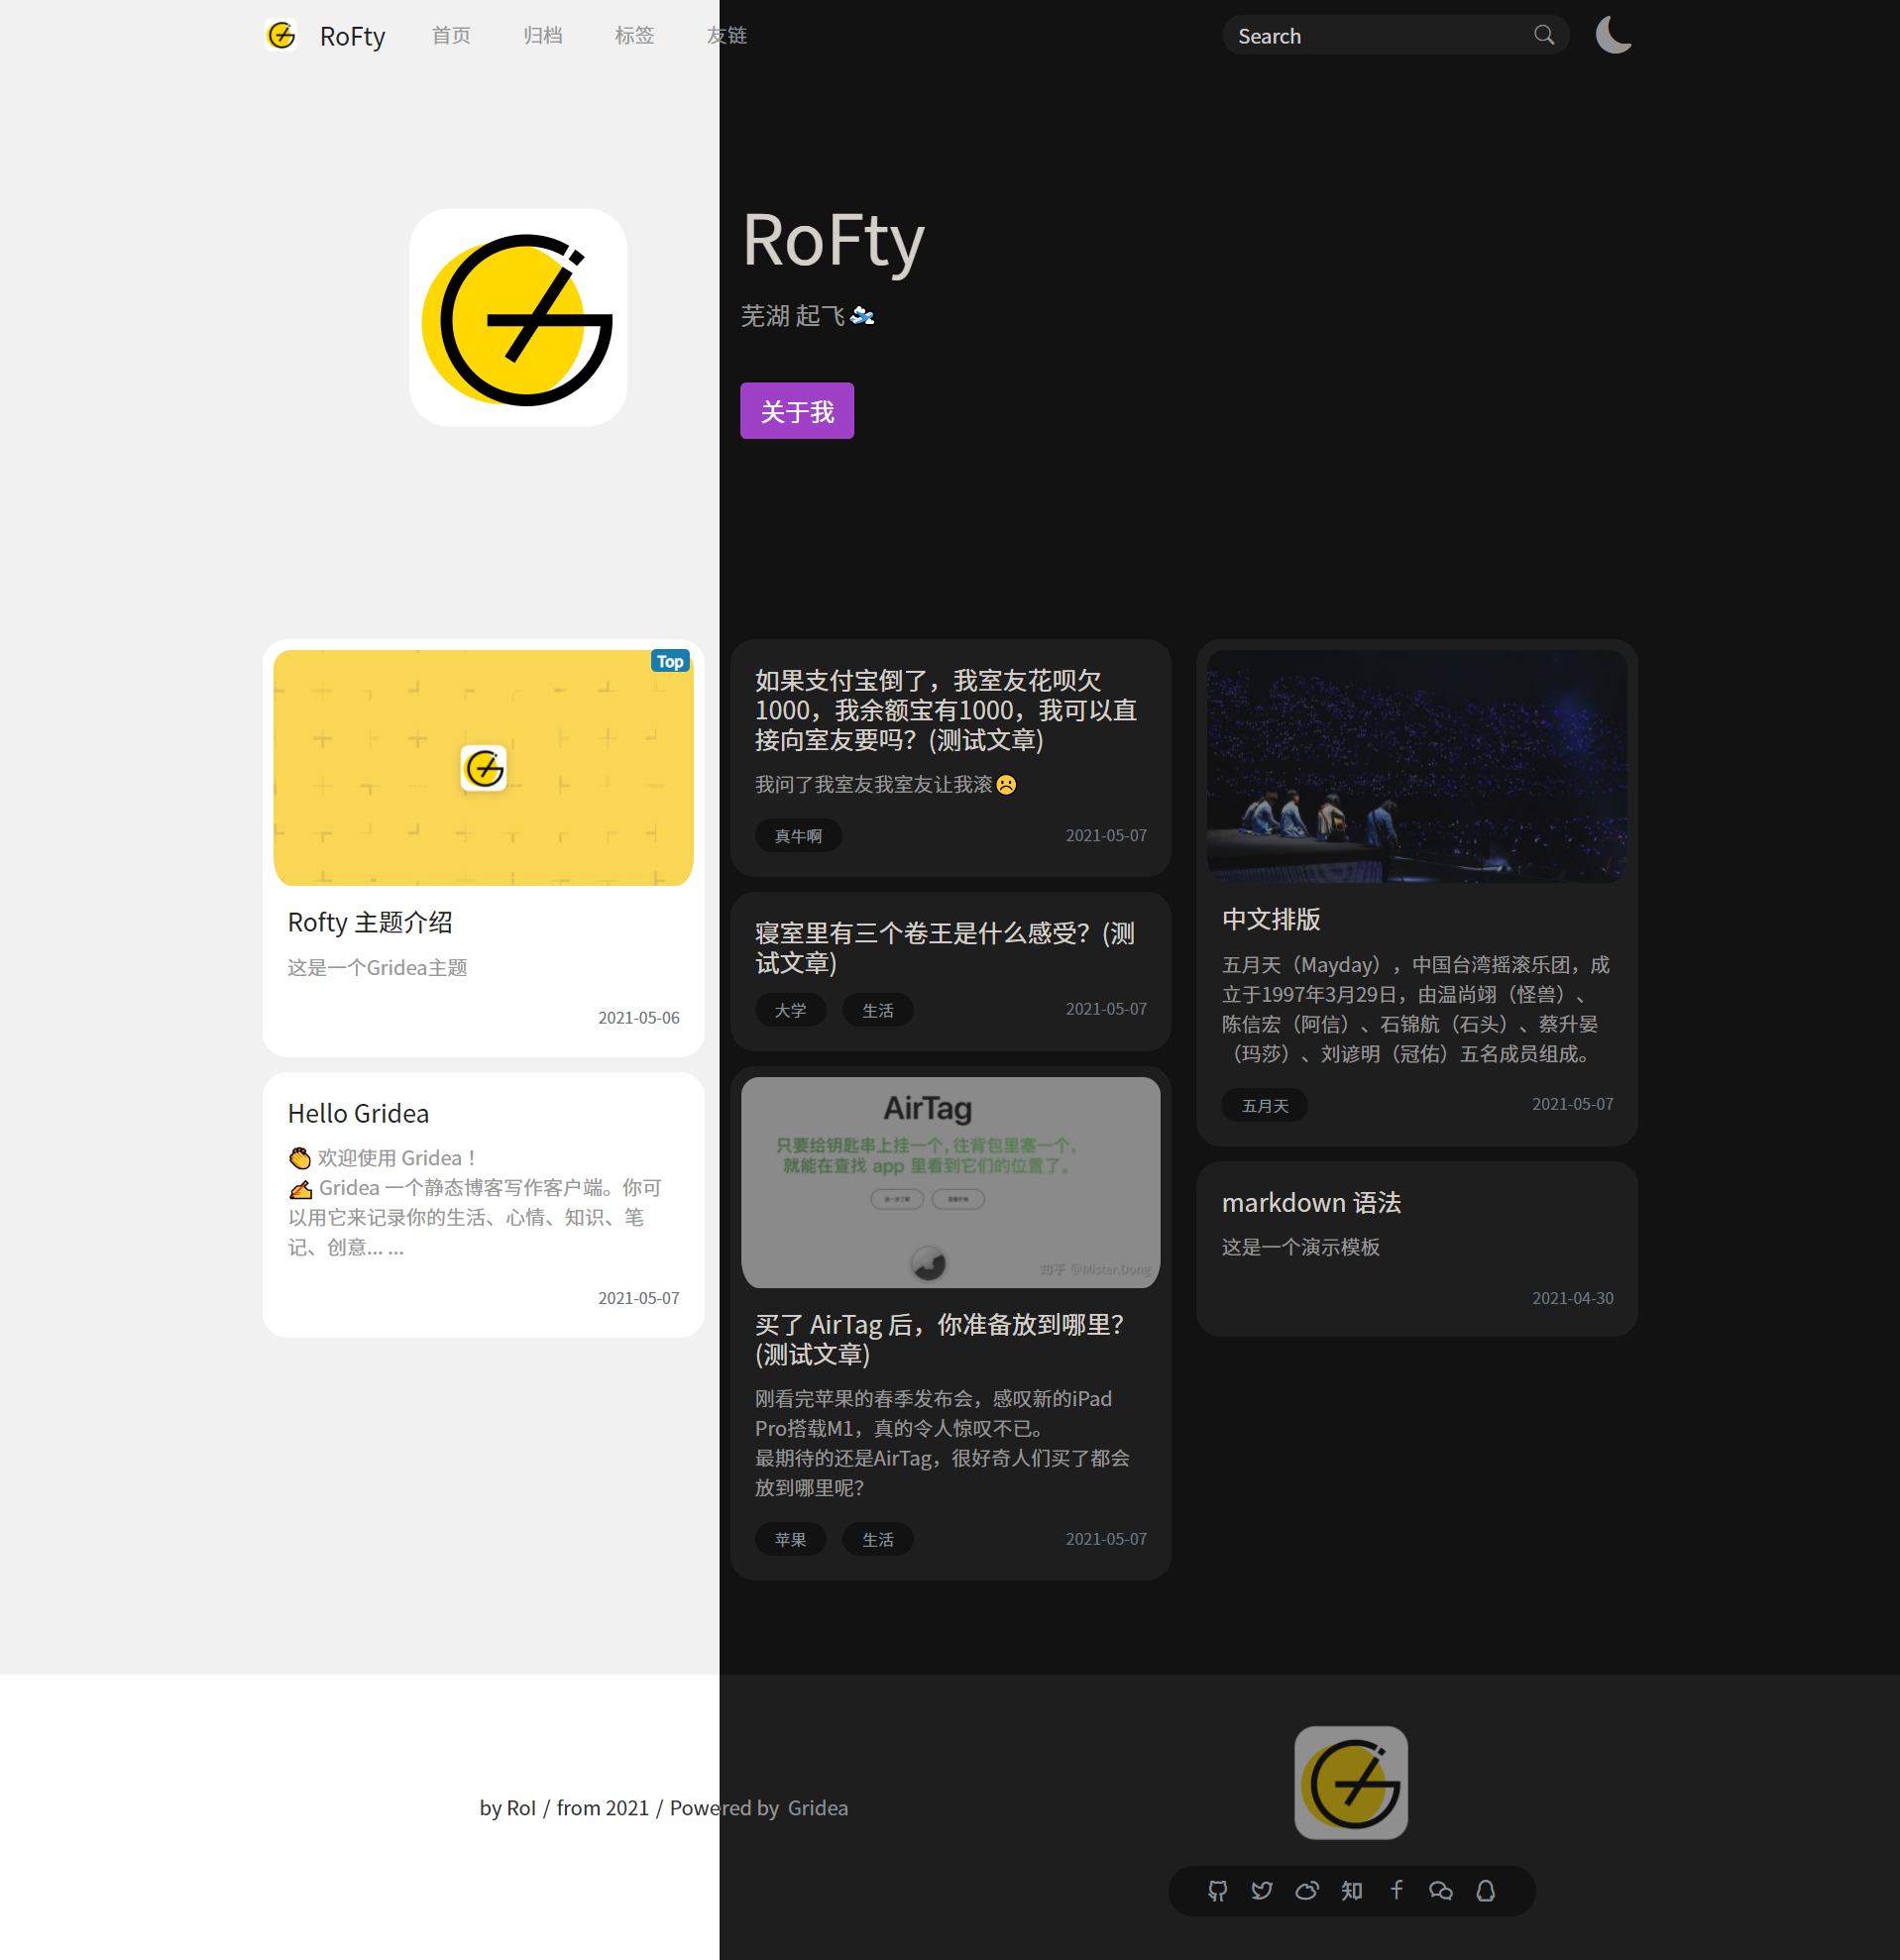 RoFty 首页 归档 标签 友链 Search
RoFty
芜湖 起飞
关于我
Top
Rofty 主题介绍
这是一个Gridea主题
2021-05-06
Hello Gridea
欢迎使用 Gridea！
Gridea 一个静态博客写作客户端。你可
以用它来记录你的生活、心情、知识、笔
记、创意... ...
2021-05-07
如果支付宝倒了，我室友花呗欠
1000，我余额宝有1000，我可以直
接向室友要吗？(测试文章)
我问了我室友我室友让我滚
真牛啊 2021-05-07
寝室里有三个卷王是什么感受？(测
试文章)
大学 生活 2021-05-07
AirTag
只要给钥匙串上挂一个，往背包里塞一个，
就能在查找 app 里看到它们的位置了。
知乎 @Mister.Dong
买了 AirTag 后，你准备放到哪里？
(测试文章)
刚看完苹果的春季发布会，感叹新的iPad
Pro搭载M1，真的令人惊叹不已。
最期待的还是AirTag，很好奇人们买了都会
放到哪里呢？
苹果 生活 2021-05-07
中文排版
五月天（Mayday），中国台湾摇滚乐团，成
立于1997年3月29日，由温尚翊（怪兽）、
陈信宏（阿信）、石锦航（石头）、蔡升晏
（玛莎）、刘谚明（冠佑）五名成员组成。
五月天 2021-05-07
markdown 语法
这是一个演示模板
2021-04-30
by RoI / from 2021 / Powered by Gridea
知